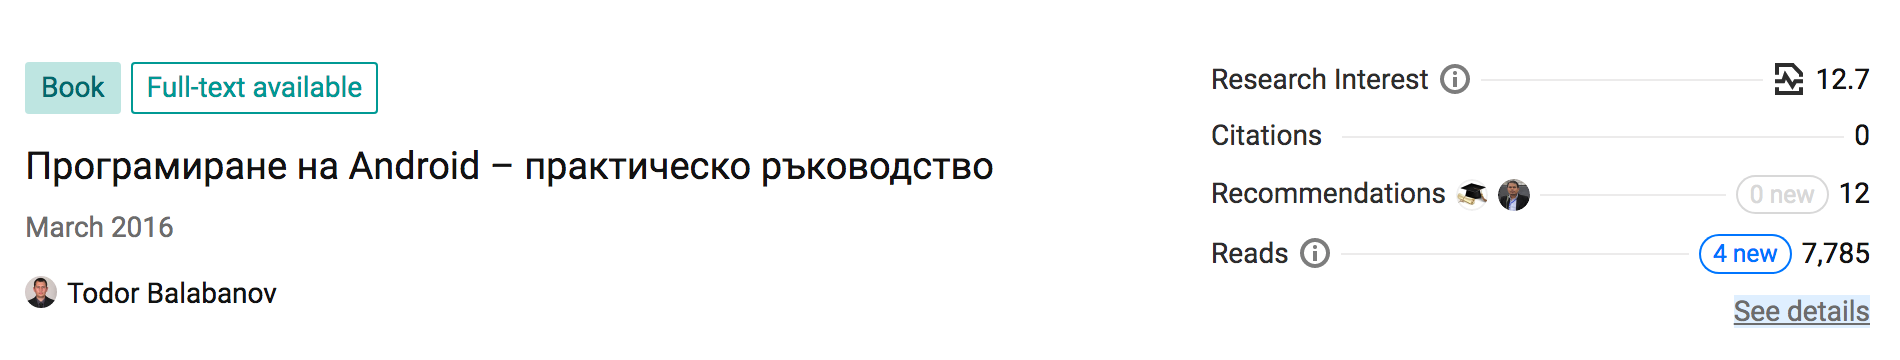 Book Full-text available
Програмиране на Android – практическо ръководство
March 2016
Todor Balabanov
Research Interest 12.7
Citations 0
Recommendations 0 new 12
Reads 4 new 7,785
See details